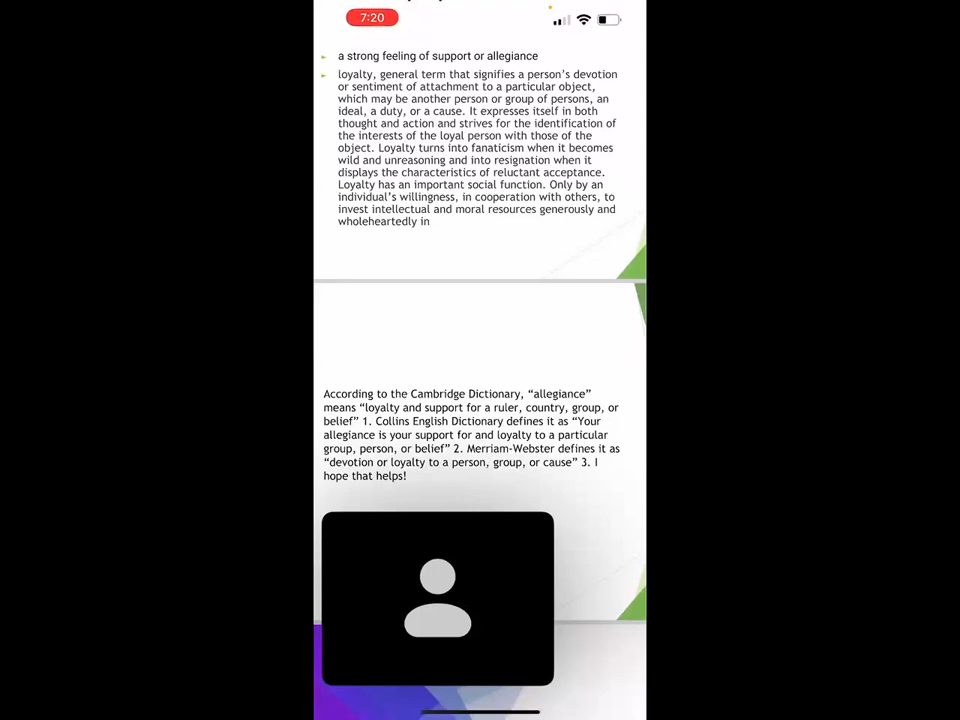 7:20
a strong feeling of support or allegiance
loyalty, general term that signifies a person’s devotion
or sentiment of attachment to a particular object,
which may be another person or group of persons, an
ideal, a duty, or a cause. It expresses itself in both
thought and action and strives for the identification of
the interests of the loyal person with those of the
object. Loyalty turns into fanaticism when it becomes
wild and unreasoning and into resignation when it
displays the characteristics of reluctant acceptance.
Loyalty has an important social function. Only by an
individual’s willingness, in cooperation with others, to
invest intellectual and moral resources generously and
wholeheartedly in
According to the Cambridge Dictionary, “allegiance”
means “loyalty and support for a ruler, country, group, or
belief” 1. Collins English Dictionary defines it as “Your
allegiance is your support for and loyalty to a particular
group, person, or belief” 2. Merriam-Webster defines it as
“devotion or loyalty to a person, group, or cause” 3. I
hope that helps!